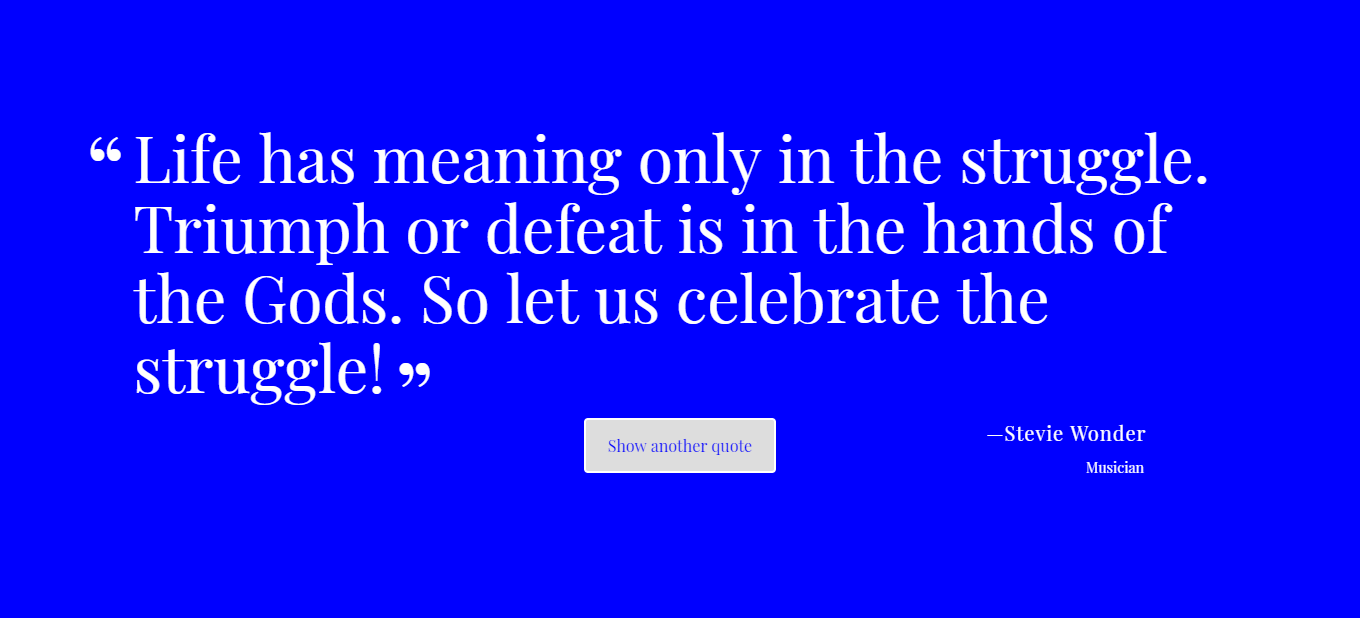 “Life has meaning only in the struggle.
Triumph or defeat is in the hands of
the Gods. So let us celebrate the
struggle!”
Show another quote
—Stevie Wonder
Musician